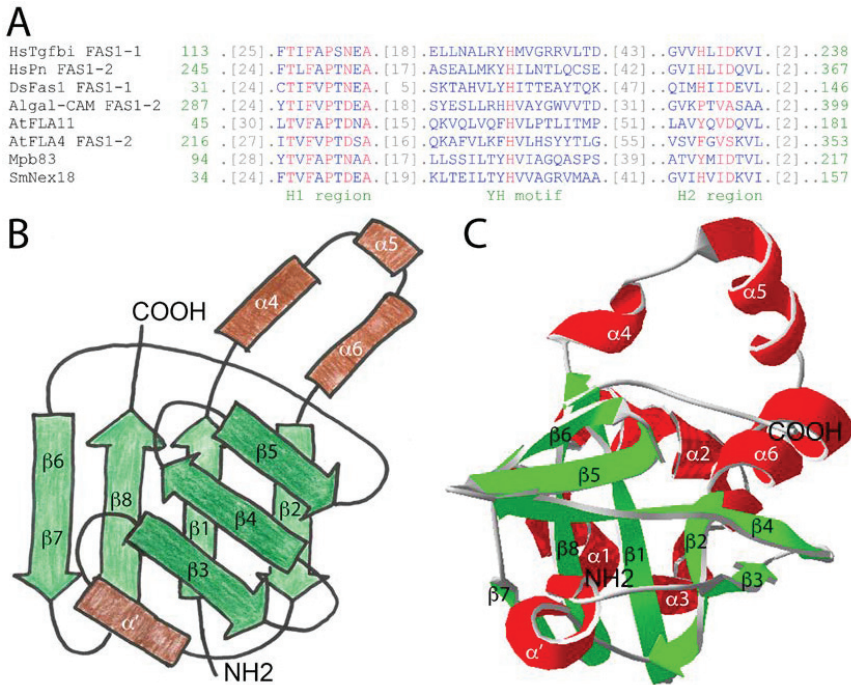 A
HsTgfbi FAS1-1 113 .[25].FTIFAPSNEA.[18].ELLNALRYHMVGRRVLTD.[43]..GVVHLIDKVI.[2]..238
HsPn FAS1-2 245 .[24].FTLFAPTNEA.[17].ASEALMKYHILNTLQCSE.[42]..GVIHLIDQVL.[2]..367
DsFas1 FAS1-1 31 .[24].CTIFVPTNEA.[ 5].SKTAHVLYHITTEAYTQK.[47]..QIMHIIDEVL.[2]..146
Algal-CAM FAS1-2 287 .[24].YTIFVPTDEA.[18].SYESLLRHVAYGWVVTD.[31]..GVKPTVASAA.[2]..399
AtFLA11 45 .[30].LTVFAPTDNA.[15].QKVQLVQFHVLPTLITMP.[51]..LAVYQVDQVL.[2]..181
AtFLA4 FAS1-2 216 .[27].ITVFVPTDSA.[16].QKAFVLKFHVLHSYYTLG.[55]..VSVFGVSKVL.[2]..353
Mpb83 94 .[28].YTVFAPTNAA.[17].LLSSILTYHVIAGQASPS.[39]..ATVYMIDTVL.[2]..217
SmNex18 34 .[24].FTVFAPTDEA.[19].KLTEILTYHVVAGRVMAA.[41]..GVIHVIDKVI.[2]..157
H1 region YH motif H2 region
B C
α5
α4
α6
COOH
β6
β7
β8
β5
β4
β2
β1
β3
α'
NH2
α5
α4
COOH
β6
α2
α6
β5
β4
β8
α1
β1
β2
NH2
β3
β7
α3
α'